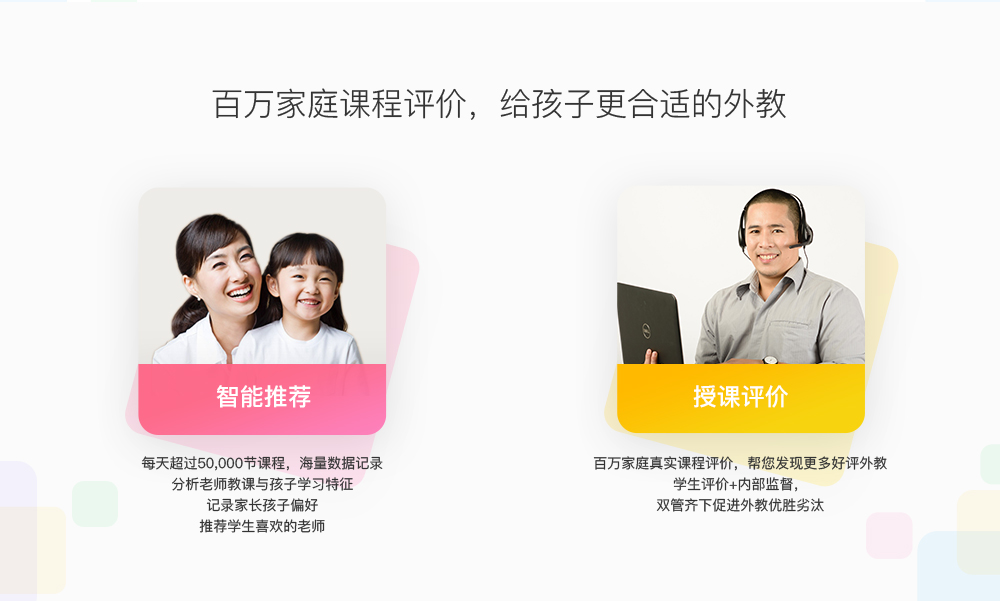 百万家庭课程评价，给孩子更合适的外教
智能推荐
每天超过50,000节课程，海量数据记录
分析老师教课与孩子学习特征
记录家长孩子偏好
推荐学生喜欢的老师
DELL
授课评价
百万家庭真实课程评价，帮您发现更多好评外教
学生评价+内部监督，
双管齐下促进外教优胜劣汰